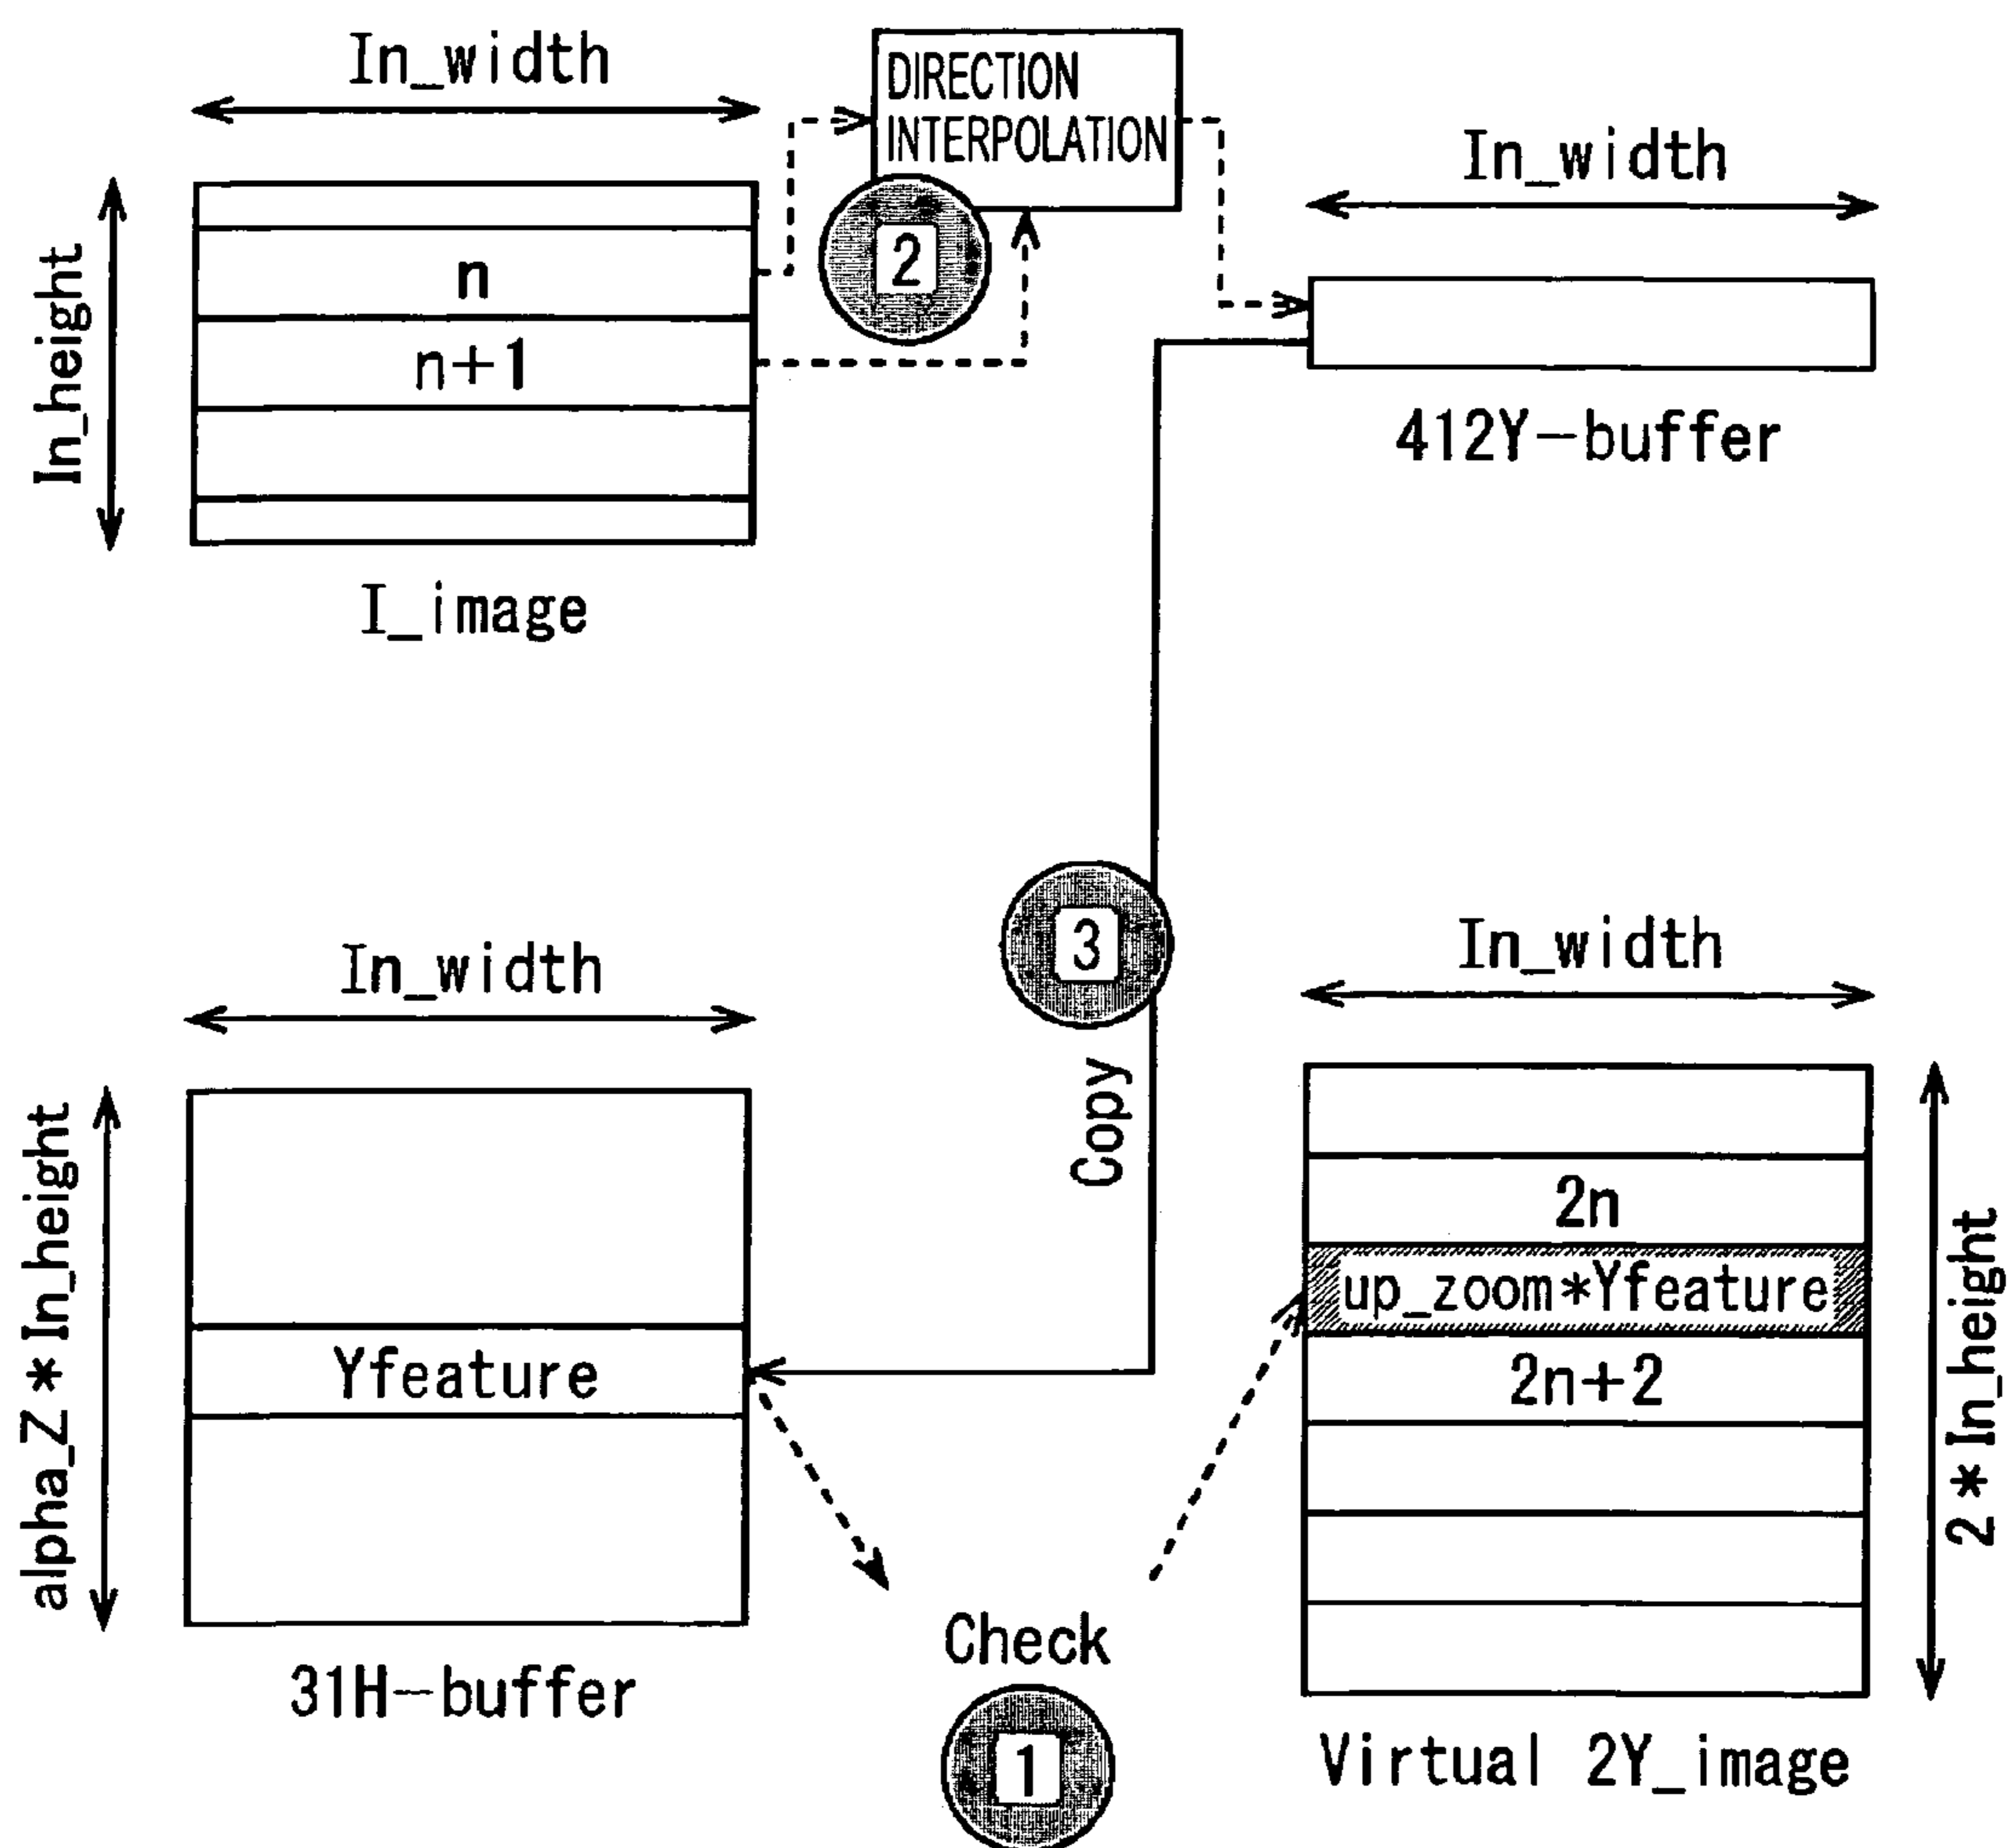 In_width
DIRECTION
INTERPOLATION
In_width
In_height
n
n+1
2
412Y-buffer
I_image
3
In_width
In_width
Copy
alpha_Z*In_height
Yfeature
2n
up_zoom*Yfeature
2n+2
2*In_height
Check
31H-buffer
1
Virtual 2Y_image